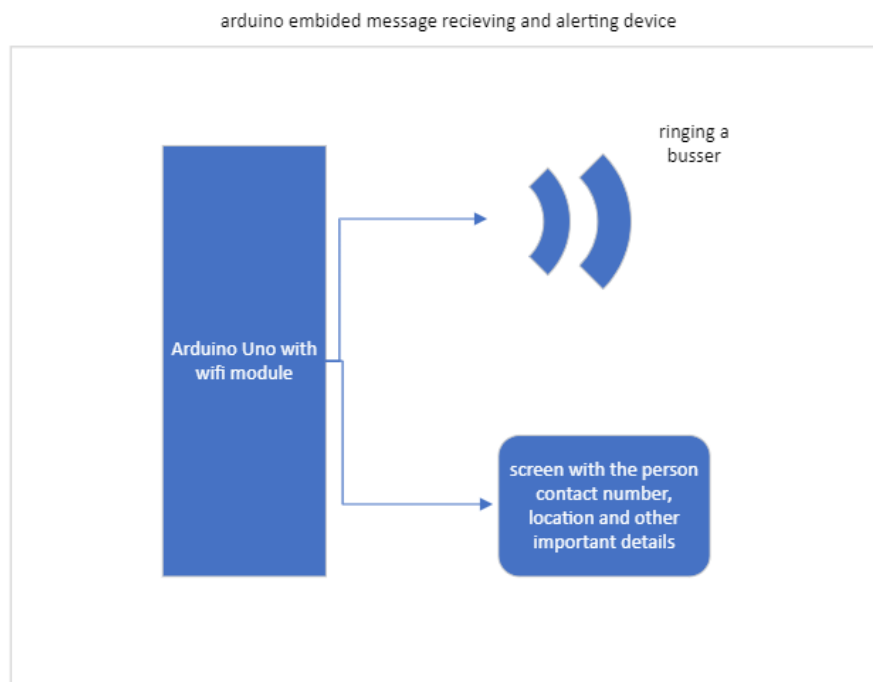 arduino embided message recieving and alerting device
ringing a
busser
Arduino Uno with
wifi module
screen with the person
contact number,
location and other
important details